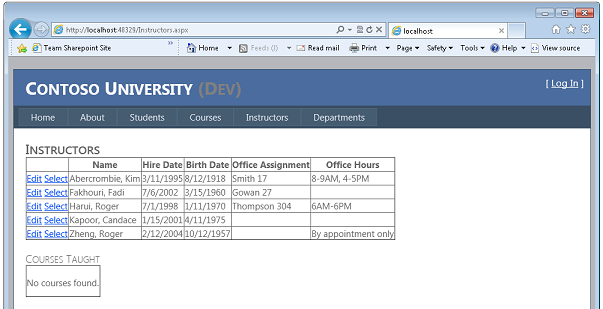 http://localhost:48329/Instructors.aspx
localhost
Team Sharepoint Site » Home Feeds (J) Read mail Print Page Safety Tools Help View source
CONTOSO UNIVERSITY (DEV) [ Log In ]
Home About Students Courses Instructors Departments
INSTRUCTORS
Name Hire Date Birth Date Office Assignment Office Hours
Edit Select Abercrombie, Kim 3/11/1995 8/12/1918 Smith 17 8-9AM, 4-5PM
Edit Select Fakhouri, Fadi 7/6/2002 3/15/1960 Gowan 27
Edit Select Harui, Roger 7/1/1998 1/11/1970 Thompson 304 6AM-6PM
Edit Select Kapoor, Candace 1/15/2001 4/11/1975
Edit Select Zheng, Roger 2/12/2004 10/12/1957 By appointment only
COURSES TAUGHT
No courses found.